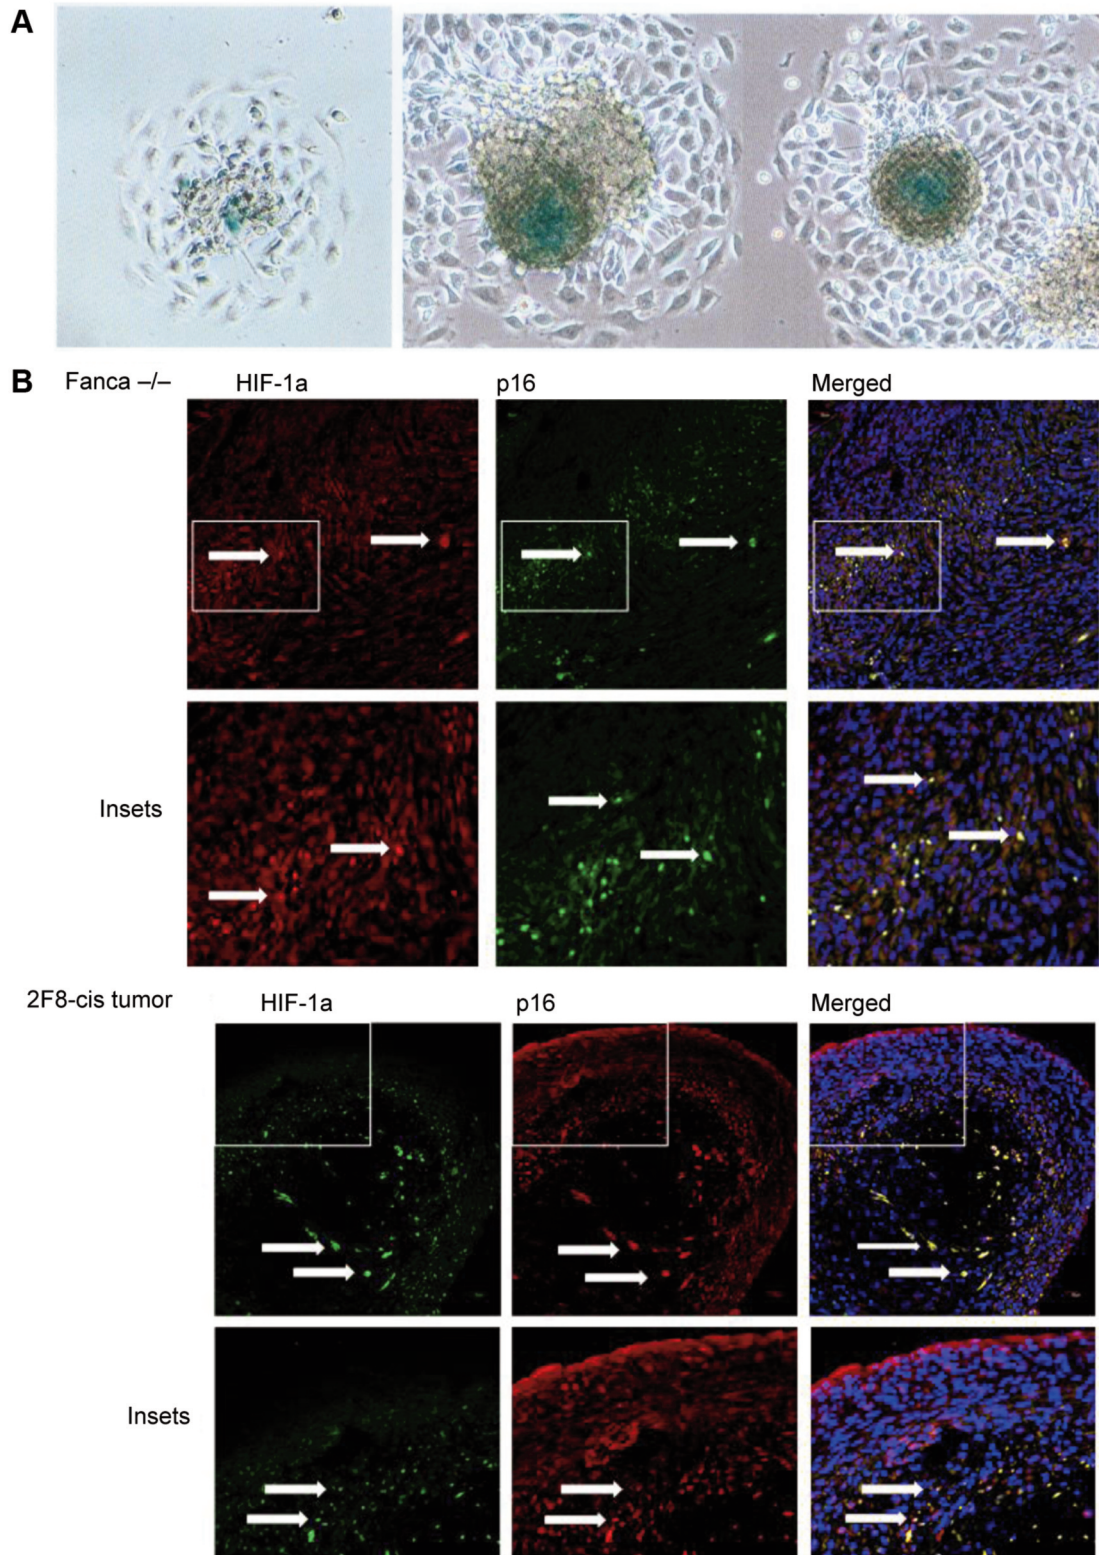 A
B
Fanca –/–
HIF-1a
p16
Merged
Insets
2F8-cis tumor
HIF-1a
p16
Merged
Insets